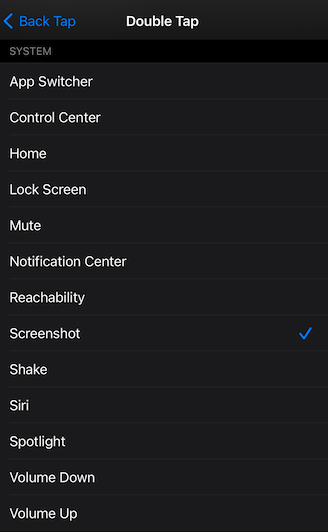 Back Tap
Double Tap
SYSTEM
App Switcher
Control Center
Home
Lock Screen
Mute
Notification Center
Reachability
Screenshot
Shake
Siri
Spotlight
Volume Down
Volume Up